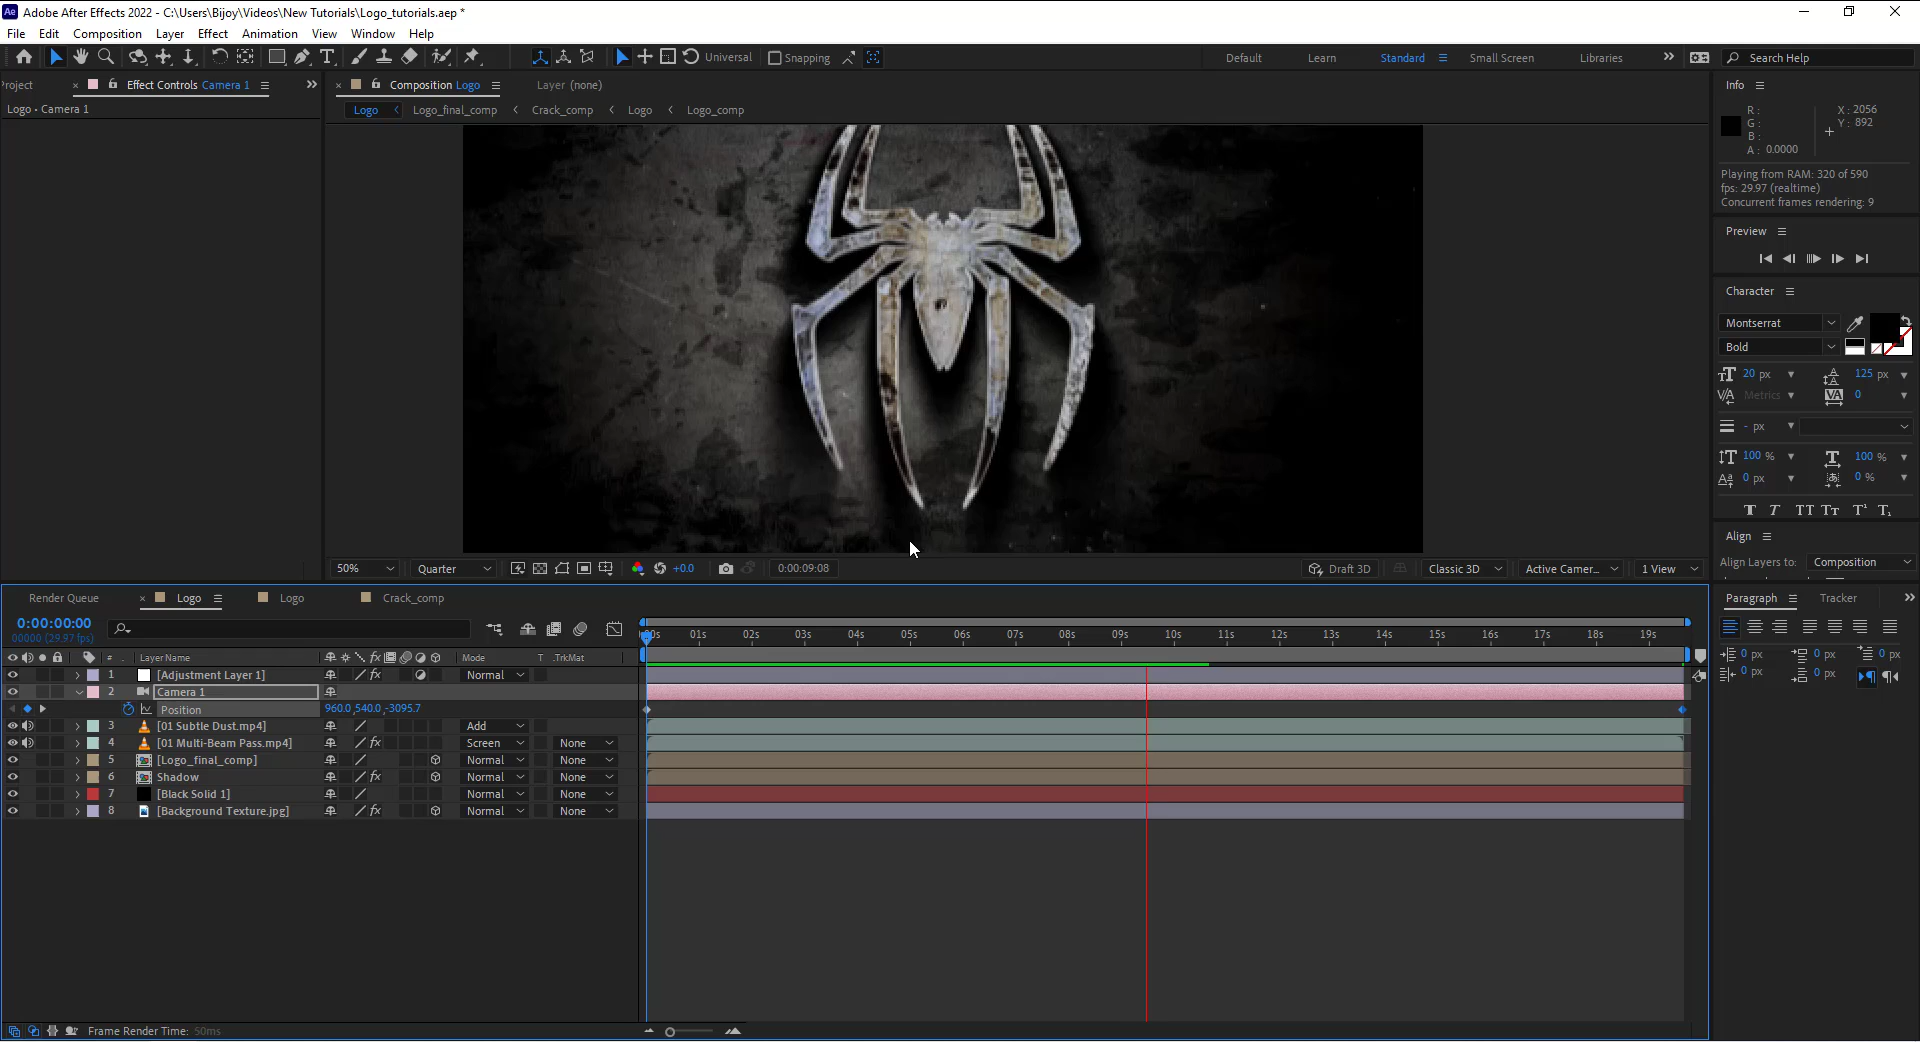 Ae Adobe After Effects 2022 - C:\Users\Bijoy\Videos\New Tutorials\Logo_tutorials.aep *
File Edit Composition Layer Effect Animation View Window Help
Universal Snapping Default Learn Standard Small Screen Libraries Search Help
roject Effect Controls Camera 1 Composition Logo Layer (none)
Logo • Camera 1
Logo Logo_final_comp Crack_comp Logo Logo_comp
Info
R :
G :
B :
A : 0.0000
X : 2056
Y : 892
Playing from RAM: 320 of 590
fps: 29.97 (realtime)
Concurrent frames rendering: 9
Preview
Character
Montserrat
Bold
20 px 125 px
Metrics 0
- px
100 % 100 %
0 px 0 %
Align
Align Layers to: Composition
50% Quarter +0.0 0:00:09:08 Draft 3D Classic 3D Active Camer... 1 View
Render Queue Logo Logo Crack_comp
Paragraph Tracker
0 px 0 px 0 px
0 px 0 px
0:00:00:00
00000 (29.97 fps)
01s 02s 03s 04s 05s 06s 07s 08s 09s 10s 11s 12s 13s 14s 15s 16s 17s 18s 19s
# Layer Name Mode T .TrkMat
1 [Adjustment Layer 1] Normal
2 Camera 1
Position 960.0,540.0,-3095.7
3 [01 Subtle Dust.mp4] Add
4 [01 Multi-Beam Pass.mp4] Screen None
5 [Logo_final_comp] Normal None
6 Shadow Normal None
7 [Black Solid 1] Normal None
8 [Background Texture.jpg] Normal None
Frame Render Time: 50ms